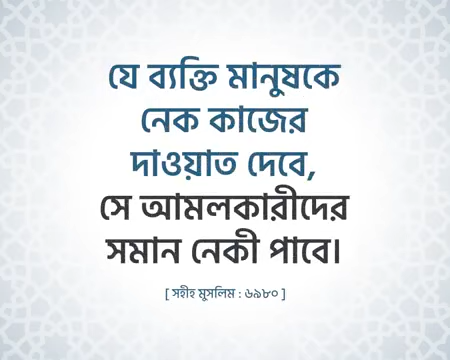 যে ব্যক্তি মানুষকে
নেক কাজের
দাওয়াত দেবে,
সে আমলকারীদের
সমান নেকী পাবে।
[ সহীহ মুসলিম : ৬৯৮০ ]